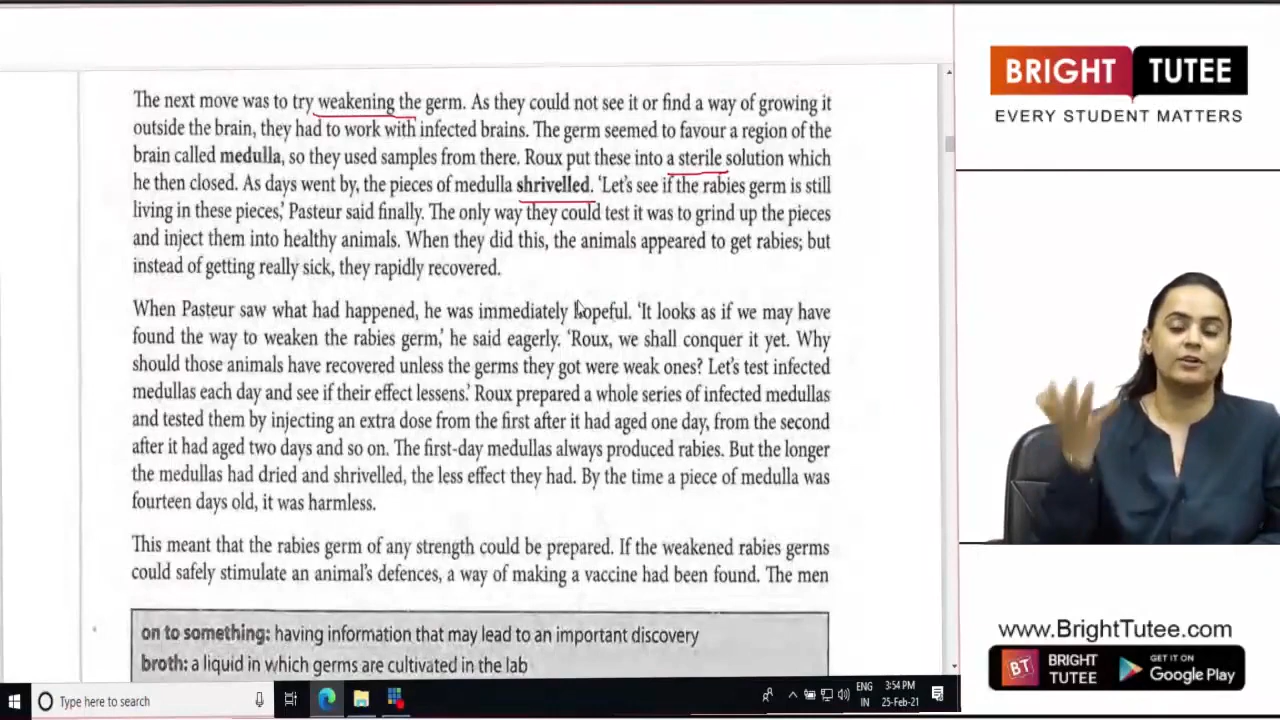 The next move was to try weakening the germ. As they could not see it or find a way of growing it
outside the brain, they had to work with infected brains. The germ seemed to favour a region of the
brain called medulla, so they used samples from there. Roux put these into a sterile solution which
he then closed. As days went by, the pieces of medulla shrivelled. 'Let's see if the rabies germ is still
living in these pieces,' Pasteur said finally. The only way they could test it was to grind up the pieces
and inject them into healthy animals. When they did this, the animals appeared to get rabies; but
instead of getting really sick, they rapidly recovered.
When Pasteur saw what had happened, he was immediately hopeful. 'It looks as if we may have
found the way to weaken the rabies germ,' he said eagerly. 'Roux, we shall conquer it yet. Why
should those animals have recovered unless the germs they got were weak ones? Let's test infected
medullas each day and see if their effect lessens.' Roux prepared a whole series of infected medullas
and tested them by injecting an extra dose from the first after it had aged one day, from the second
after it had aged two days and so on. The first-day medullas always produced rabies. But the longer
the medullas had dried and shrivelled, the less effect they had. By the time a piece of medulla was
fourteen days old, it was harmless.
This meant that the rabies germ of any strength could be prepared. If the weakened rabies germs
could safely stimulate an animal's defences, a way of making a vaccine had been found. The men
on to something: having information that may lead to an important discovery
broth: a liquid in which germs are cultivated in the lab
BRIGHT TUTEE
EVERY STUDENT MATTERS
www.BrightTutee.com
BT BRIGHT TUTEE
GET IT ON Google Play
Type here to search
ENG IN
3:54 PM
25-Feb-21